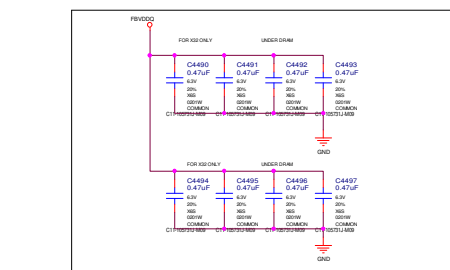 FBVDDQ
FOR X32 ONLY UNDER DRAM
C4490 C4491 C4492 C4493
0.47uF 0.47uF 0.47uF 0.47uF
6.3V 6.3V 6.3V 6.3V
20% 20% 20% 20%
X6S X6S X6S X6S
0201W 0201W 0201W 0201W
COMMON COMMON COMMON COMMON
GND
FOR X32 ONLY UNDER DRAM
C4494 C4495 C4496 C4497
0.47uF 0.47uF 0.47uF 0.47uF
6.3V 6.3V 6.3V 6.3V
20% 20% 20% 20%
X6S X6S X6S X6S
0201W 0201W 0201W 0201W
COMMON COMMON COMMON COMMON
GND